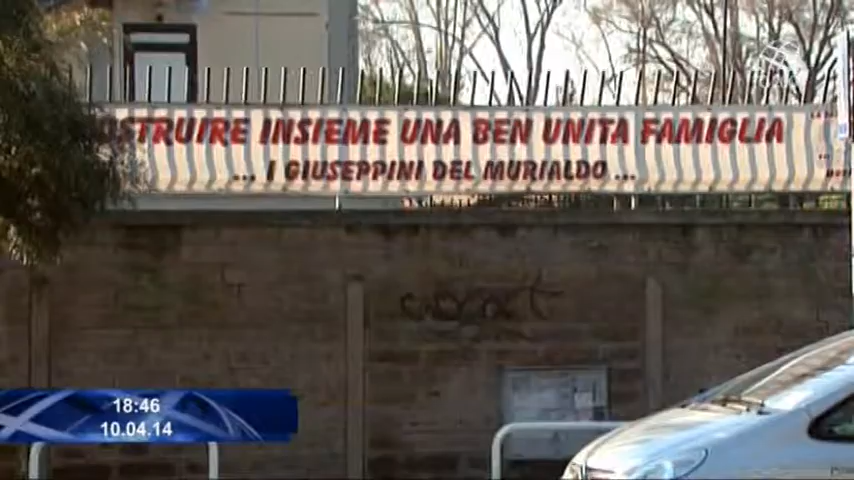 STRUIRE INSIEME UNA BEN UNITA FAMIGLIA
... I GIUSEPPINI DEL MURIALDO ...
18:46
10.04.14